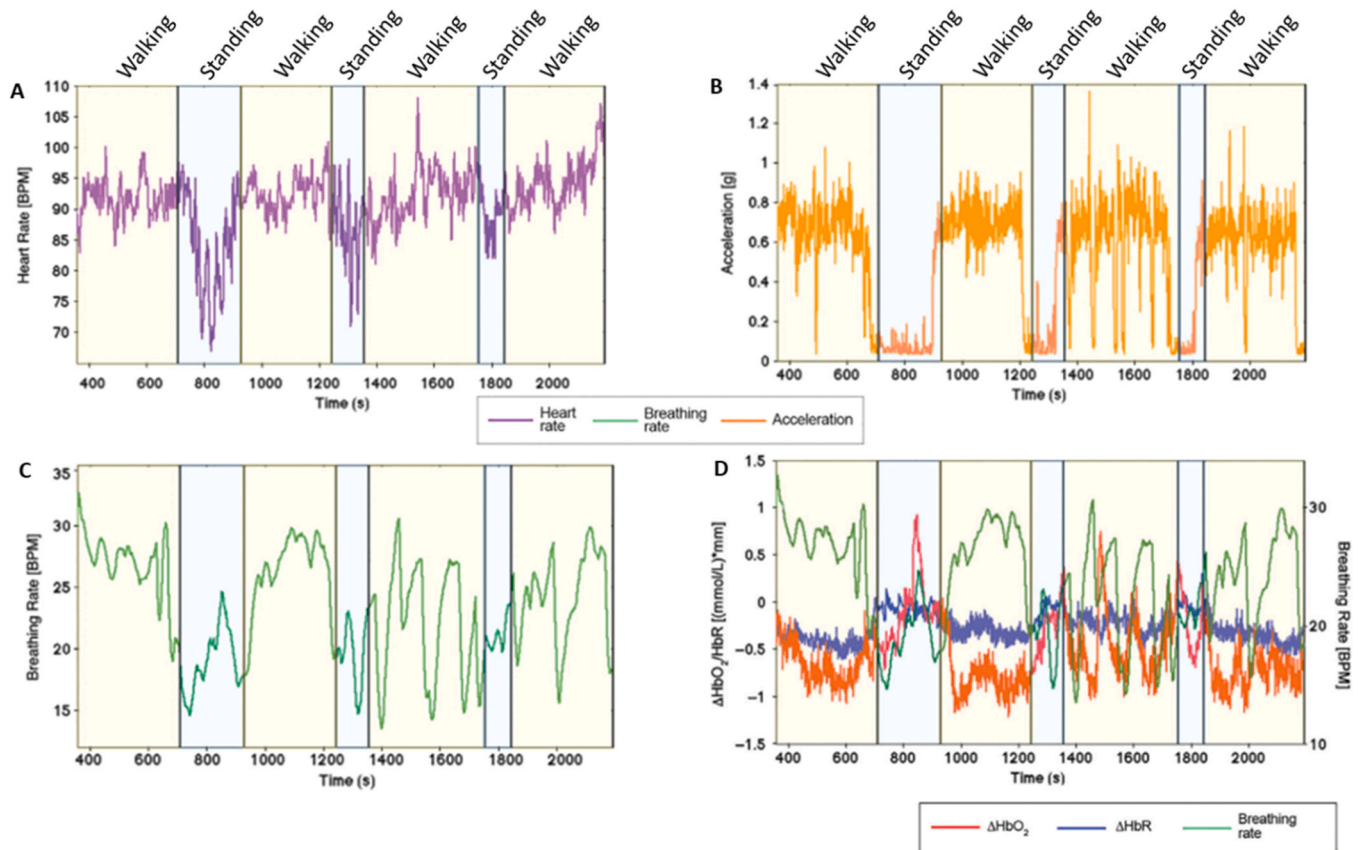 Walking Standing Walking Standing Walking Standing Walking
Walking Standing Walking Standing Walking Standing Walking
A
110
105
100
95
90
85
80
75
70
Heart Rate [BPM]
400 600 800 1000 1200 1400 1600 1800 2000
Time (s)
B
1.4
1.2
1
0.8
0.6
0.4
0.2
0
Acceleration [g]
400 600 800 1000 1200 1400 1600 1800 2000
Time (s)
Heart rate
Breathing rate
Acceleration
C
35
30
25
20
15
Breathing Rate [BPM]
400 600 800 1000 1200 1400 1600 1800 2000
Time (s)
D
1.5
1
0.5
0
−0.5
−1
−1.5
ΔHbO₂/HbR [(mmol/L)*mm]
30
20
10
Breathing Rate [BPM]
400 600 800 1000 1200 1400 1600 1800 2000
Time (s)
ΔHbO₂
ΔHbR
Breathing rate